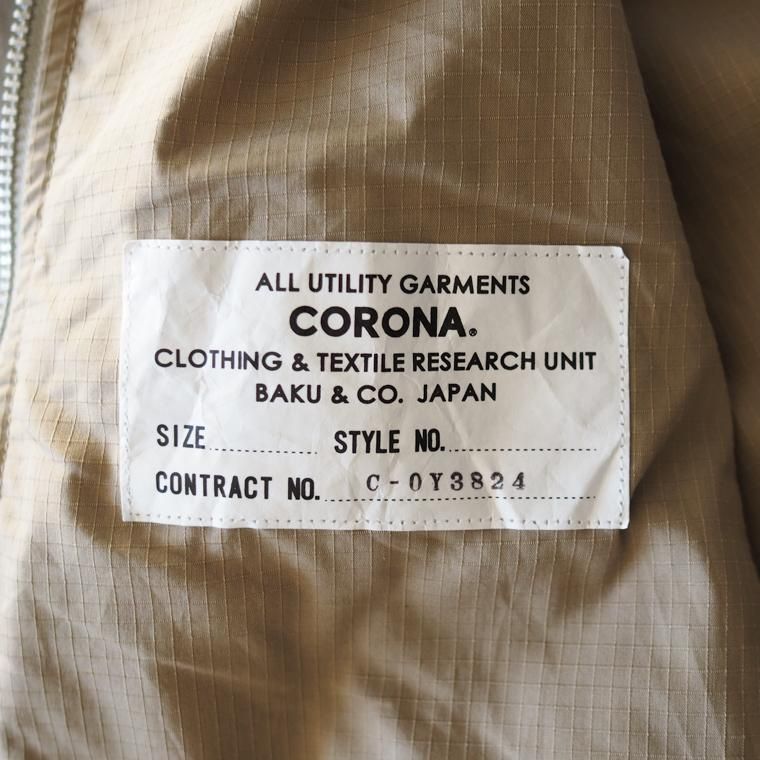 ALL UTILITY GARMENTS
CORONA.®
CLOTHING & TEXTILE RESEARCH UNIT
BAKU & CO. JAPAN
SIZE.................. STYLE NO...........................
CONTRACT NO. C-0Y3824